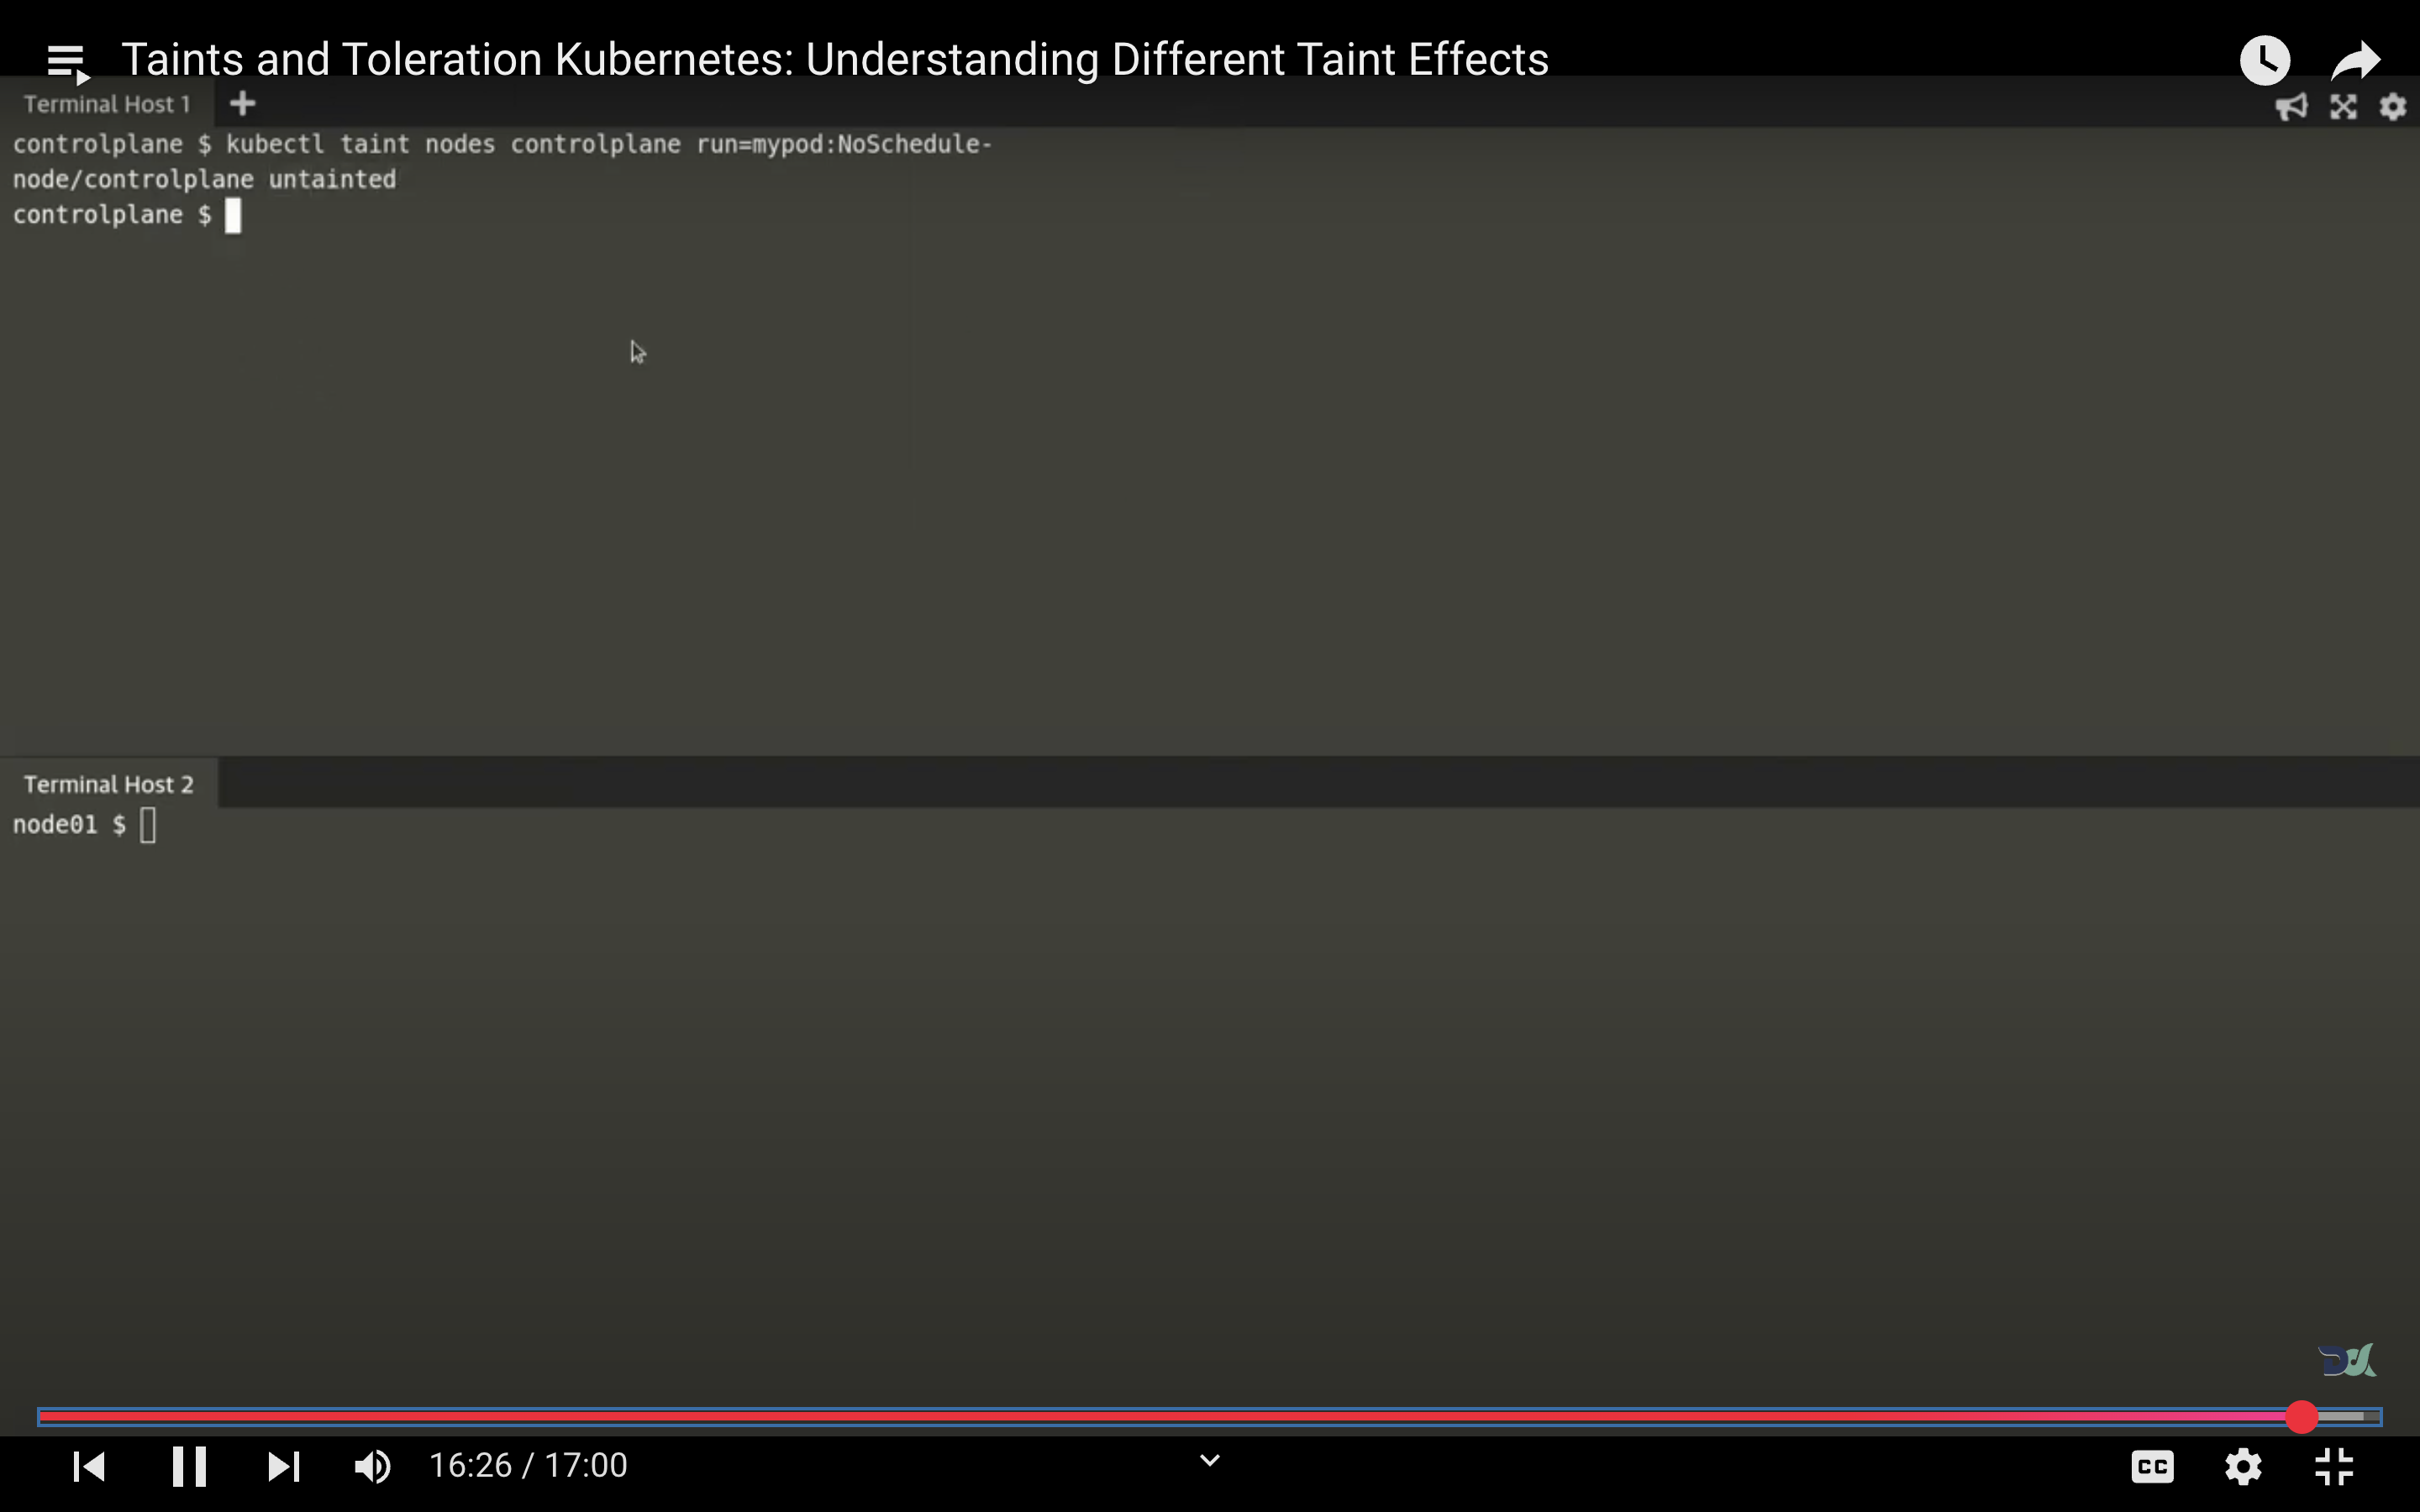 Taints and Toleration Kubernetes: Understanding Different Taint Effects
Terminal Host 1
controlplane $ kubectl taint nodes controlplane run=mypod:NoSchedule-
node/controlplane untainted
controlplane $
Terminal Host 2
node01 $
16:26 / 17:00
CC